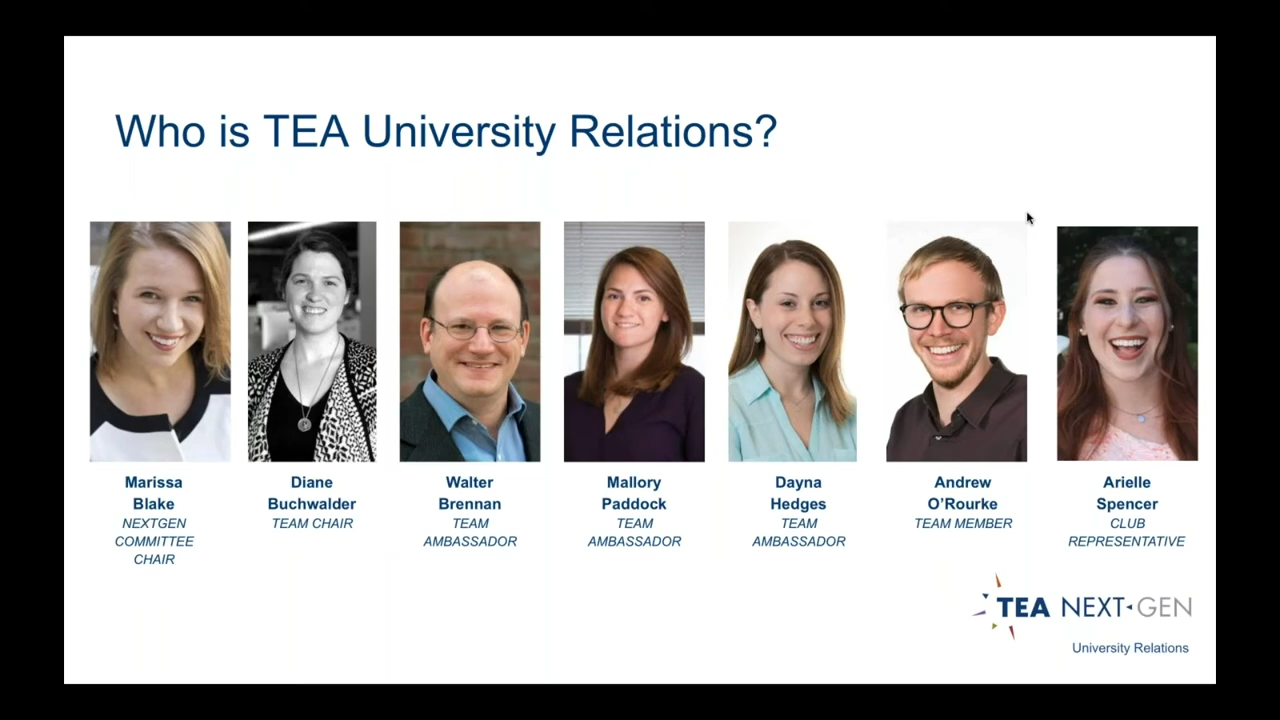 Who is TEA University Relations?
Marissa
Blake
NEXTGEN
COMMITTEE
CHAIR
Diane
Buchwalder
TEAM CHAIR
Walter
Brennan
TEAM
AMBASSADOR
Mallory
Paddock
TEAM
AMBASSADOR
Dayna
Hedges
TEAM
AMBASSADOR
Andrew
O’Rourke
TEAM MEMBER
Arielle
Spencer
CLUB
REPRESENTATIVE
TEA NEXT GEN
University Relations